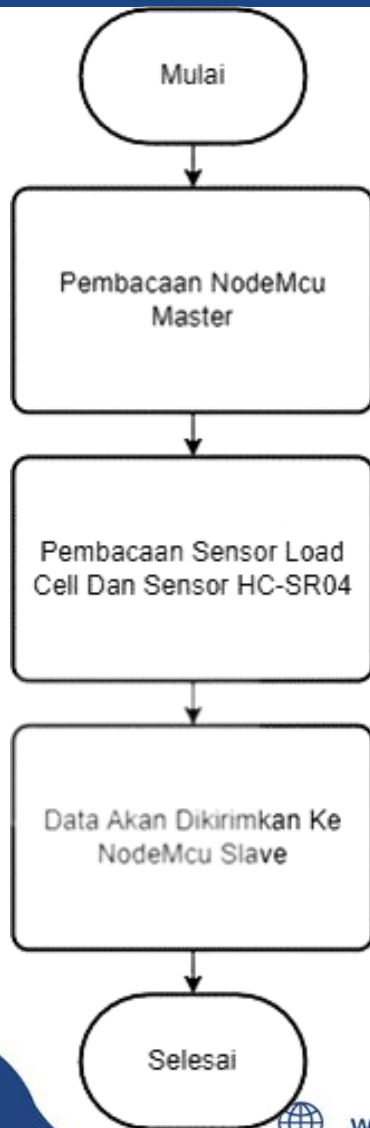 Mulai
Pembacaan NodeMcu
Master
Pembacaan Sensor Load
Cell Dan Sensor HC-SR04
Data Akan Dikirimkan Ke
NodeMcu Slave
Selesai